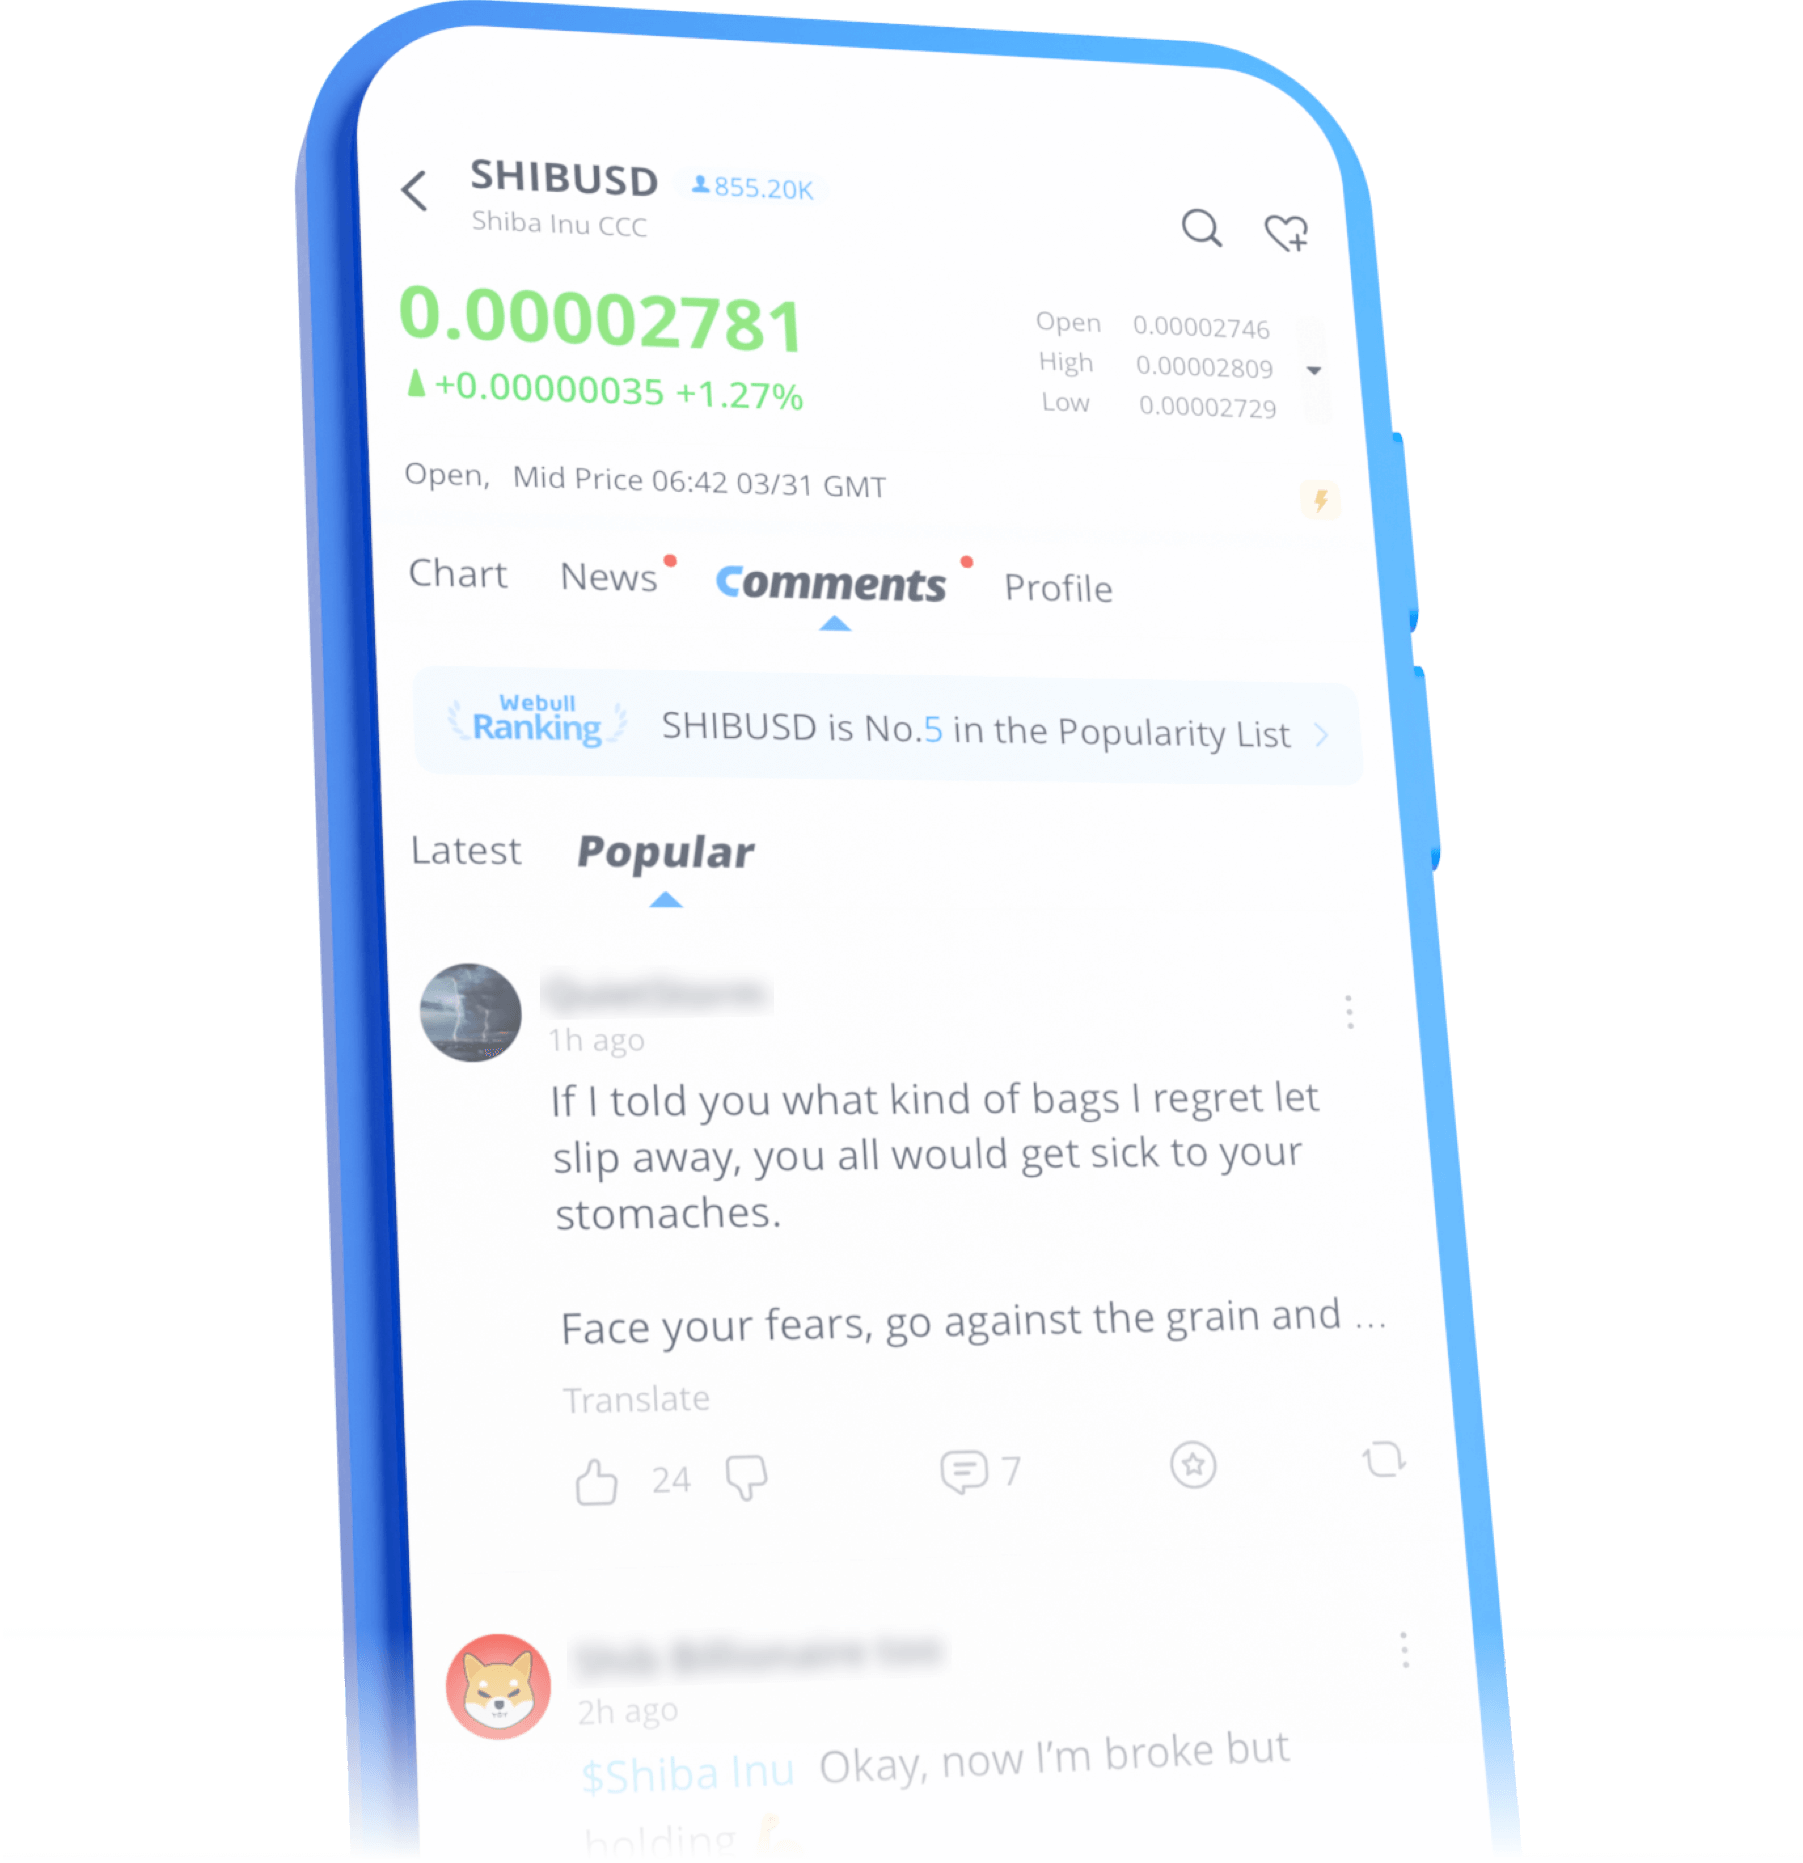 SHIBUSD 855.20K
Shiba Inu CCC
0.00002781
+0.00000035 +1.27%
Open 0.00002746
High 0.00002809
Low 0.00002729
Open, Mid Price 06:42 03/31 GMT
Chart News Comments Profile
Webull
Ranking
SHIBUSD is No.5 in the Popularity List
Latest Popular
1h ago
If I told you what kind of bags I regret let
slip away, you all would get sick to your
stomaches.
Face your fears, go against the grain and ...
Translate
24 7
2h ago
$Shiba Inu Okay, now I'm broke but
holding